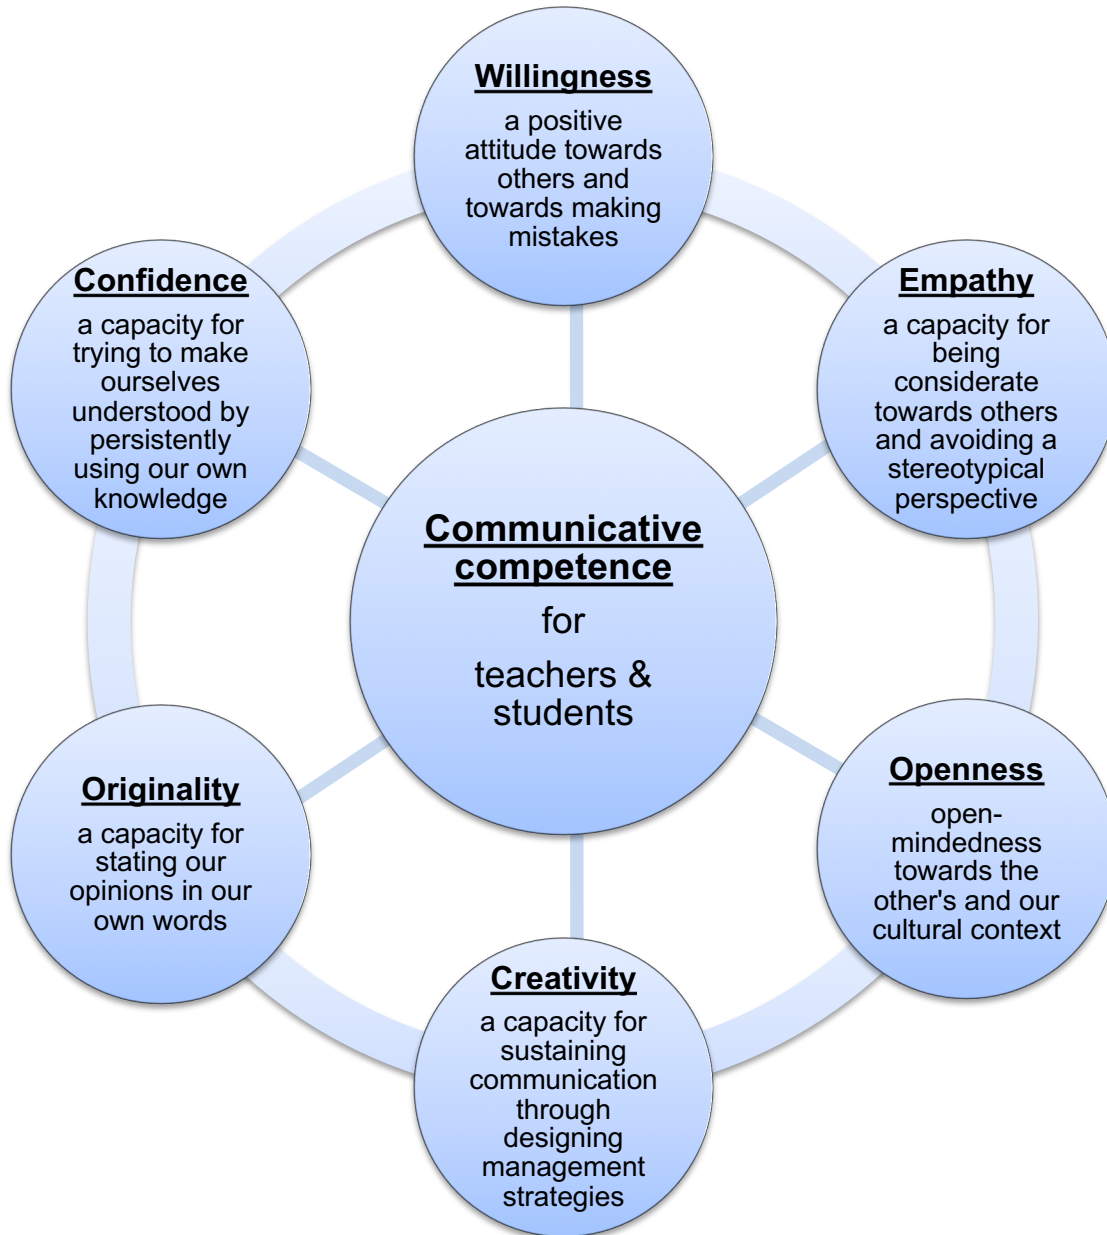 Willingness
a positive
attitude towards
others and
towards making
mistakes
Empathy
a capacity for
being
considerate
towards others
and avoiding a
stereotypical
perspective
Openness
open-
mindedness
towards the
other's and our
cultural context
Creativity
a capacity for
sustaining
communication
through
designing
management
strategies
Originality
a capacity for
stating our
opinions in our
own words
Confidence
a capacity for
trying to make
ourselves
understood by
persistently
using our own
knowledge
Communicative
competence
for
teachers &
students